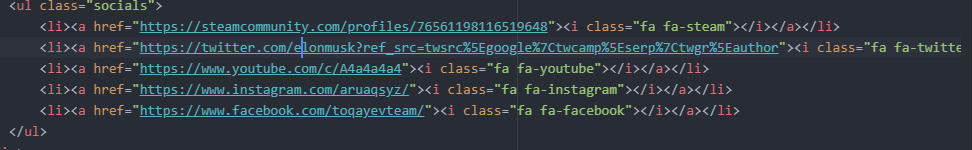 <ul class="socials">
<li><a href="https://steamcommunity.com/profiles/76561198116519648"><i class="fa fa-steam"></i></a></li>
<li><a href="https://twitter.com/elonmusk?ref_src=twsrc%5Egoogle%7Ctwcamp%5Eserp%7Ctwgr%5Eauthor"><i class="fa fa-twitte
<li><a href="https://www.youtube.com/c/A4a4a4a4"><i class="fa fa-youtube"></i></a></li>
<li><a href="https://www.instagram.com/aruaqsyz/"><i class="fa fa-instagram"></i></a></li>
<li><a href="https://www.facebook.com/toqayevteam/"><i class="fa fa-facebook"></i></a></li>
</ul>